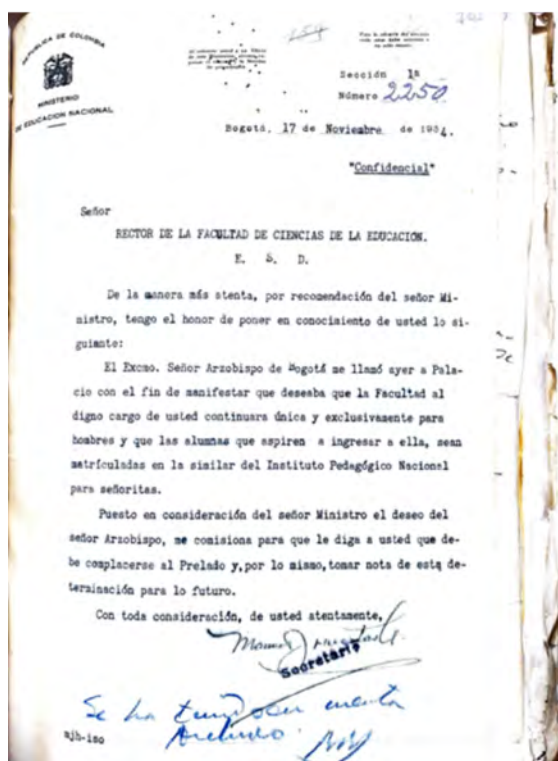 154
REPUBLICA DE COLOMBIA
MINISTERIO
DE EDUCACION NACIONAL
Sección 1a
Número 2250
Bogotá, 17 de Noviembre de 1934.
"Confidencial"
Señor
RECTOR DE LA FACULTAD DE CIENCIAS DE LA EDUCACION.
E. S. D.
De la manera más atenta, por recomendación del señor Mi-
nistro, tengo el honor de poner en conocimiento de usted lo si-
guiente:
El Excmo. Señor Arzobispo de Bogotá me llamó ayer a Pala-
cio con el fin de manifestar que deseaba que la Facultad al
digno cargo de usted continuara única y exclusivamente para
hombres y que las alumnas que aspiren a ingresar a ella, sean
matrículadas en la similar del Instituto Pedagógico Nacional
para señoritas.
Puesto en consideración del señor Ministro el deseo del
señor Arzobispo, me comisiona para que le diga a usted que de-
be complacerse al Prelado y, por lo mismo, tomar nota de esta de-
terminación para lo futuro.
Con toda consideración, de usted atentamente,
Secretario
Se ha tenido en cuenta
mjh-iso